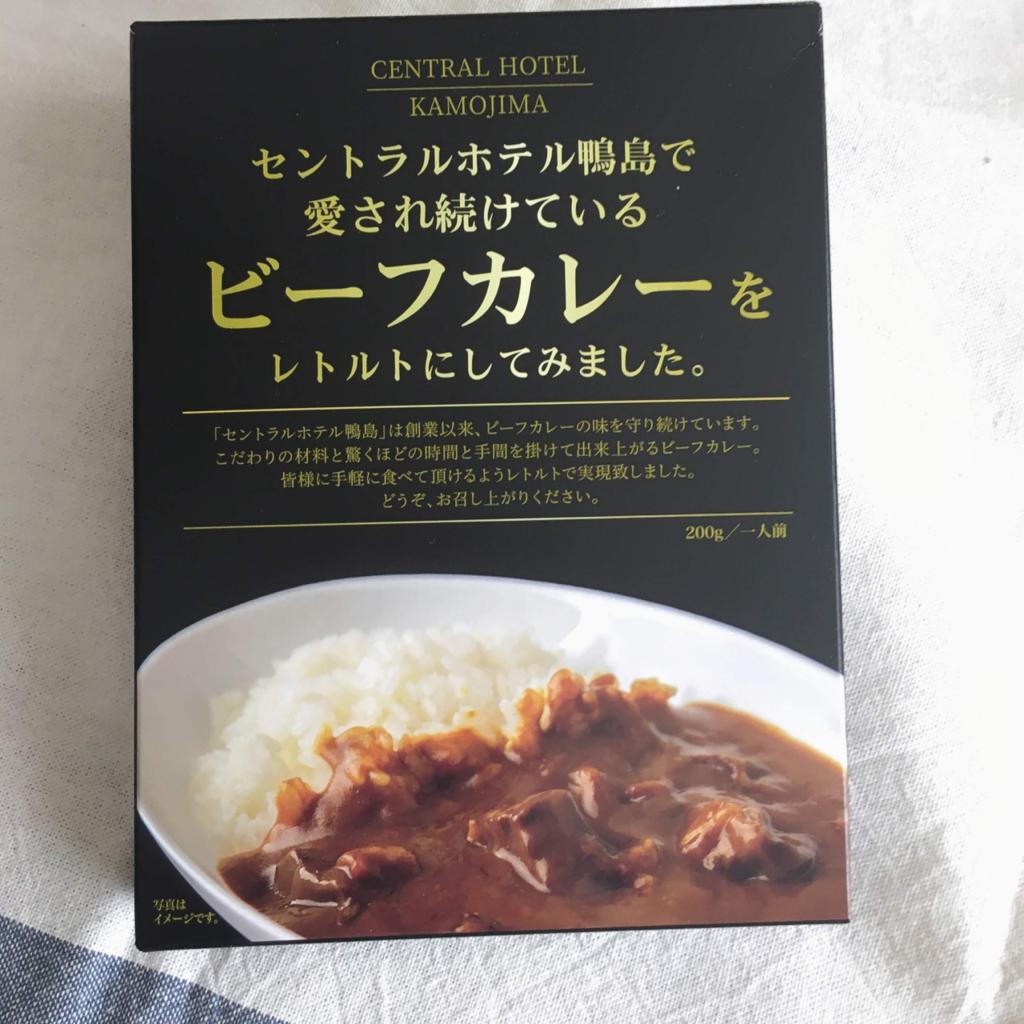 CENTRAL HOTEL
KAMOJIMA
セントラルホテル鴨島で
愛され続けている
ビーフカレーを
レトルトにしてみました。
「セントラルホテル鴨島」は創業以来、ビーフカレーの味を守り続けています。
こだわりの材料と驚くほどの時間と手間を掛けて出来上がるビーフカレー。
皆様に手軽に食べて頂けるようレトルトで実現致しました。
どうぞ、お召し上がりください。
200g／一人前
写真は
イメージです。